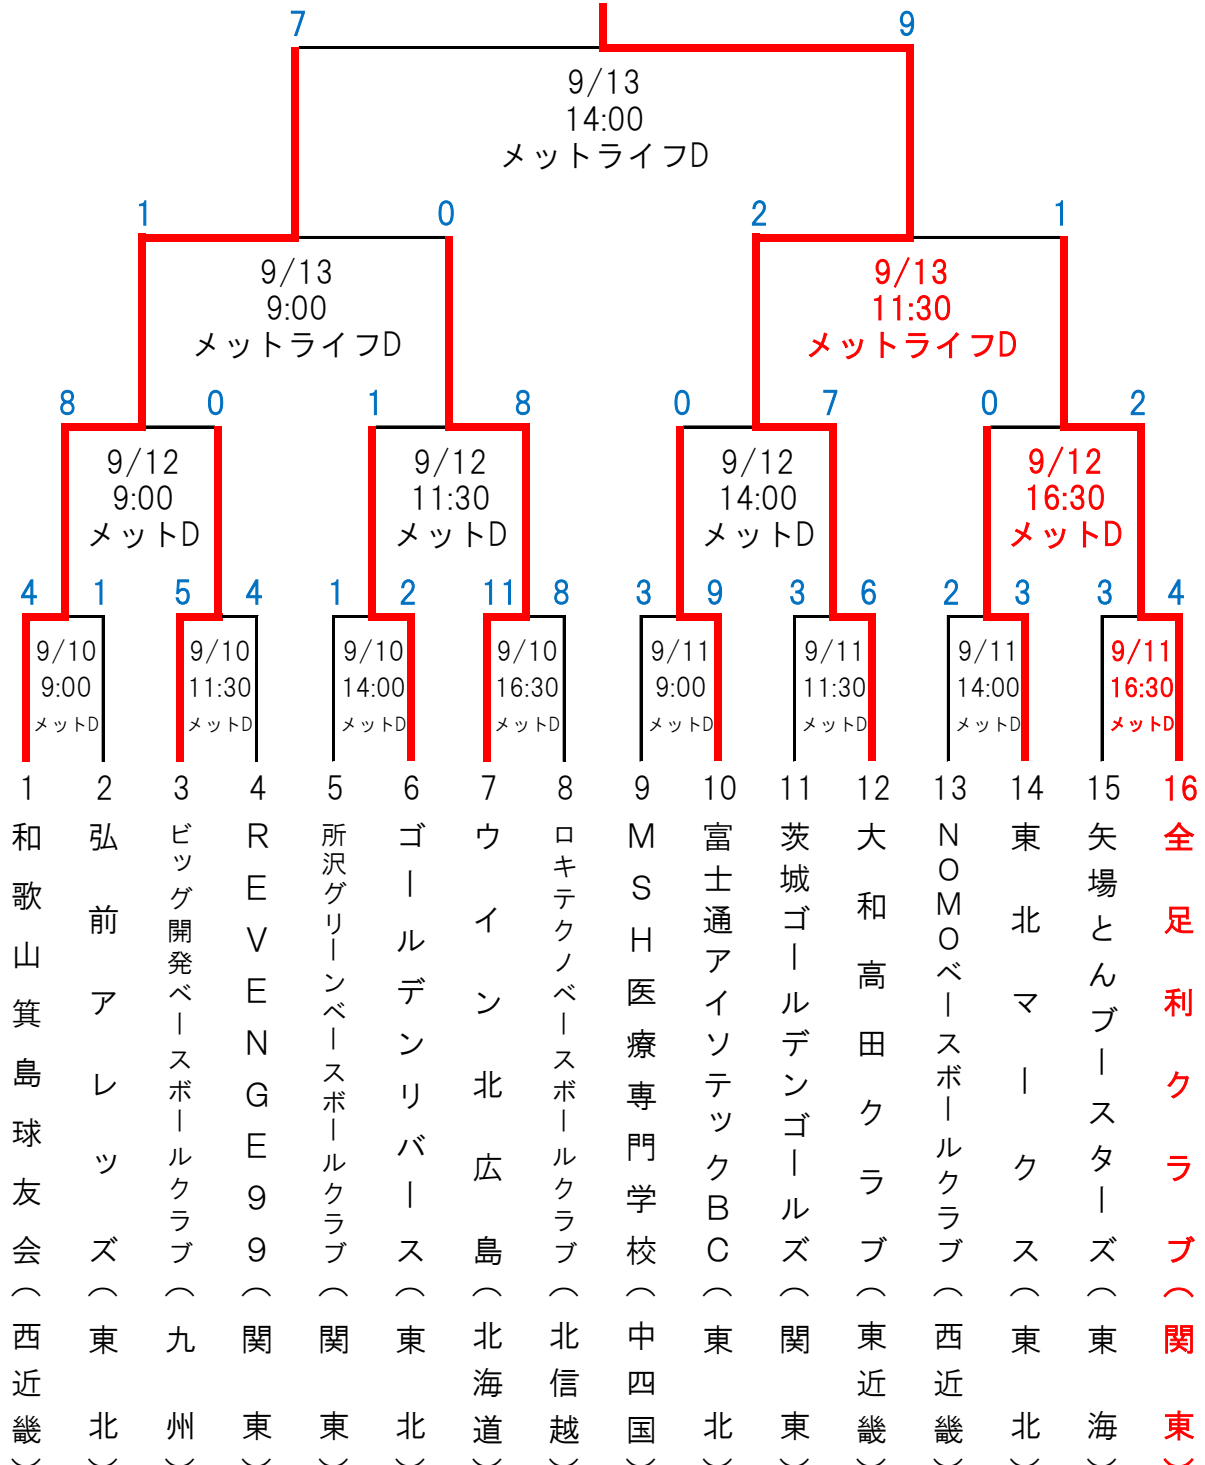 7 9
9/13
14:00
メットライフD
1 0 2 1
9/13 9/13
9:00 11:30
メットライフD メットライフD
8 0 1 8 0 7 0 2
9/12 9/12 9/12 9/12
9:00 11:30 14:00 16:30
メットD メットD メットD メットD
4 1 5 4 1 2 11 8 3 9 3 6 2 3 3 4
9/10 9/10 9/10 9/10 9/11 9/11 9/11 9/11
9:00 11:30 14:00 16:30 9:00 11:30 14:00 16:30
メットD メットD メットD メットD メットD メットD メットD メットD
1 2 3 4 5 6 7 8 9 10 11 12 13 14 15 16
和歌山箕島球友会(西近畿)
弘前アレッズ(東北)
ビッグ開発ベースボールクラブ(九州)
REVENGE99(関東)
所沢グリーンベースボールクラブ(関東)
ゴールデンリバース(東北)
ウイン北広島(北海道)
ロキテクノベースボールクラブ(北信越)
MSH医療専門学校(中四国)
富士通アイソテックBC(東北)
茨城ゴールデンゴールズ(関東)
大和高田クラブ(東近畿)
NOMOベースボールクラブ(西近畿)
東北マークス(東北)
矢場とんブースターズ(東海)
全足利クラブ(関東)